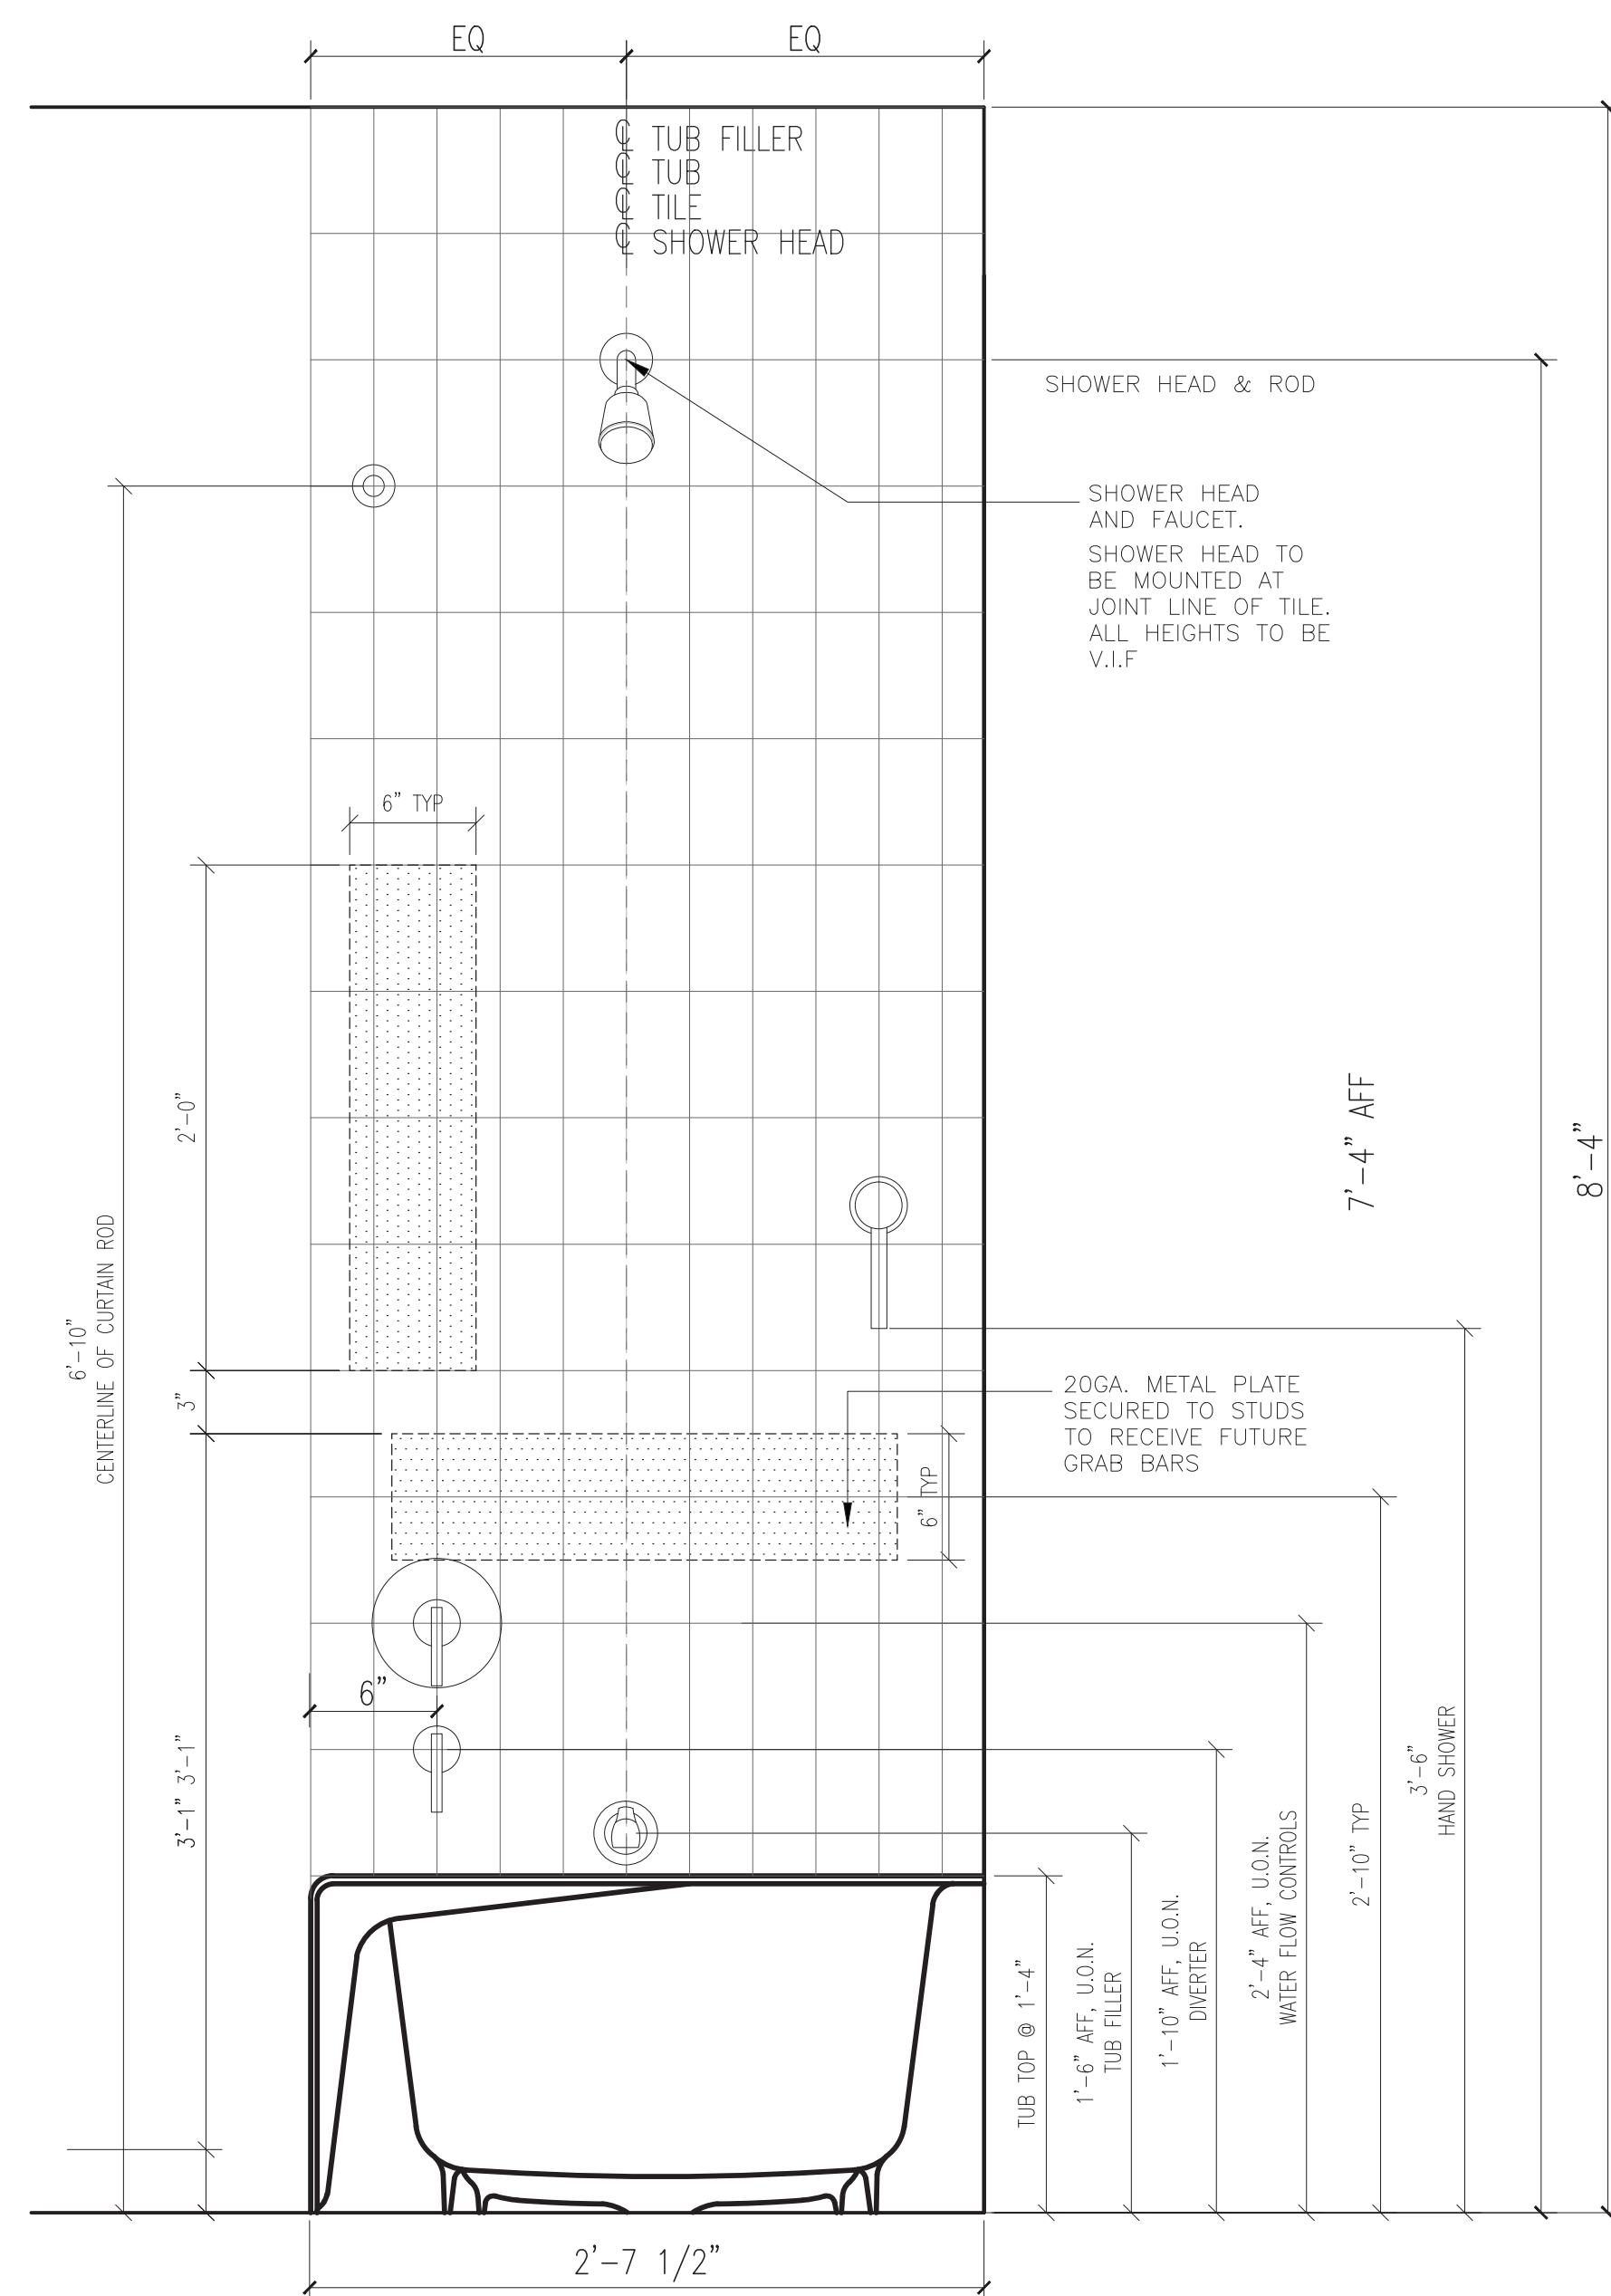 EQ
EQ
℄ TUB FILLER
℄ TUB
℄ TILE
℄ SHOWER HEAD
SHOWER HEAD & ROD
SHOWER HEAD
AND FAUCET.
SHOWER HEAD TO
BE MOUNTED AT
JOINT LINE OF TILE.
ALL HEIGHTS TO BE
V.I.F
6” TYP
2’-0”
7’-4” AFF
8’-4”
6’-10”
CENTERLINE OF CURTAIN ROD
3”
20GA. METAL PLATE
SECURED TO STUDS
TO RECEIVE FUTURE
GRAB BARS
6” TYP
6”
3’-1” 3’-1”
TUB TOP @ 1’-4”
1’-6” AFF, U.O.N.
TUB FILLER
1’-10” AFF, U.O.N.
DIVERTER
2’-4” AFF, U.O.N.
WATER FLOW CONTROLS
2’-10” TYP
3’-6”
HAND SHOWER
2’-7 1/2”